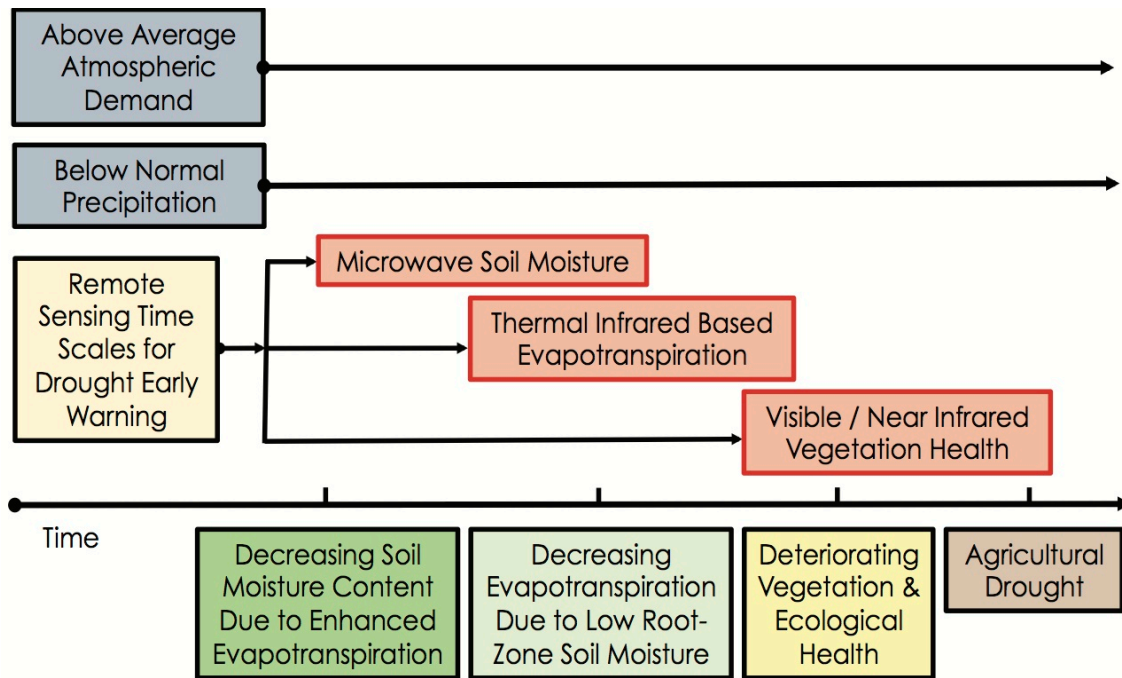 Above Average
Atmospheric
Demand
Below Normal
Precipitation
Remote
Sensing Time
Scales for
Drought Early
Warning
Microwave Soil Moisture
Thermal Infrared Based
Evapotranspiration
Visible / Near Infrared
Vegetation Health
Time
Decreasing Soil
Moisture Content
Due to Enhanced
Evapotranspiration
Decreasing
Evapotranspiration
Due to Low Root-
Zone Soil Moisture
Deteriorating
Vegetation &
Ecological
Health
Agricultural
Drought